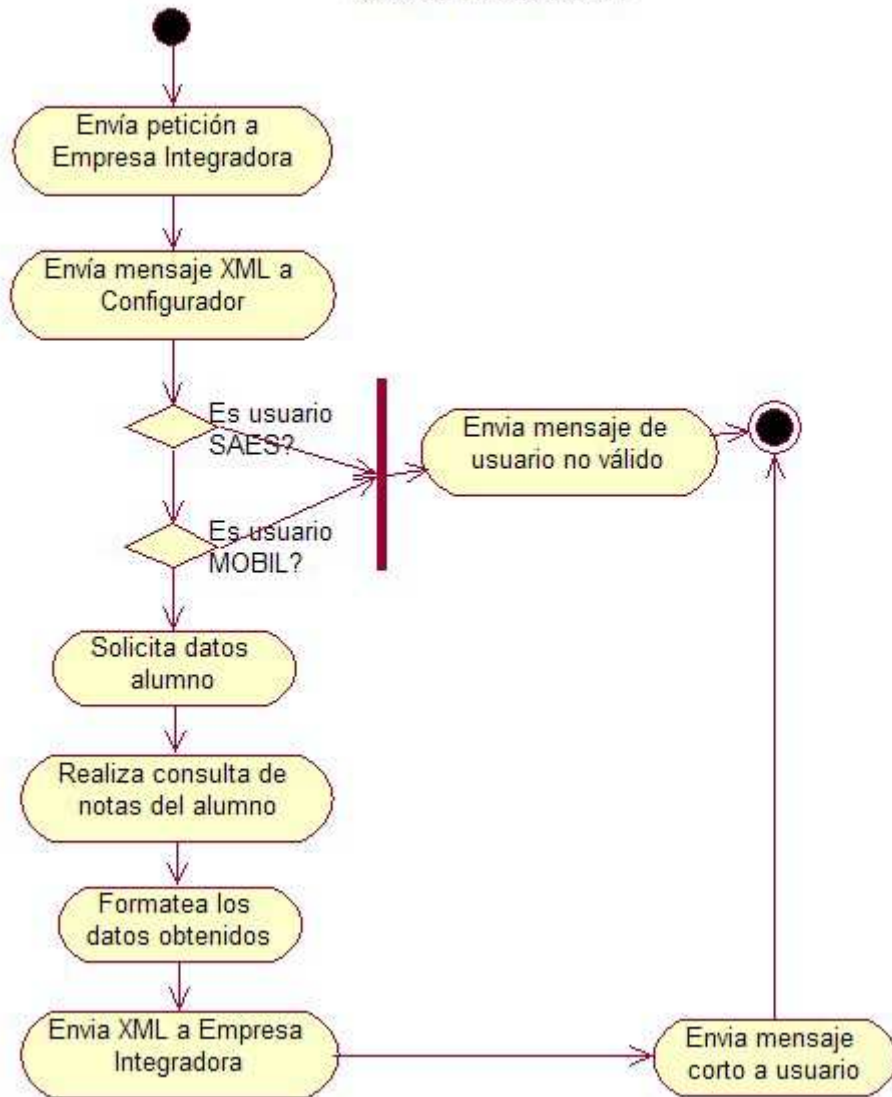 Envía petición a
Empresa Integradora
Envía mensaje XML a
Configurador
Es usuario
SAES?
Envia mensaje de
usuario no válido
Es usuario
MOBIL?
Solicita datos
alumno
Realiza consulta de
notas del alumno
Formatea los
datos obtenidos
Envia XML a Empresa
Integradora
Envia mensaje
corto a usuario